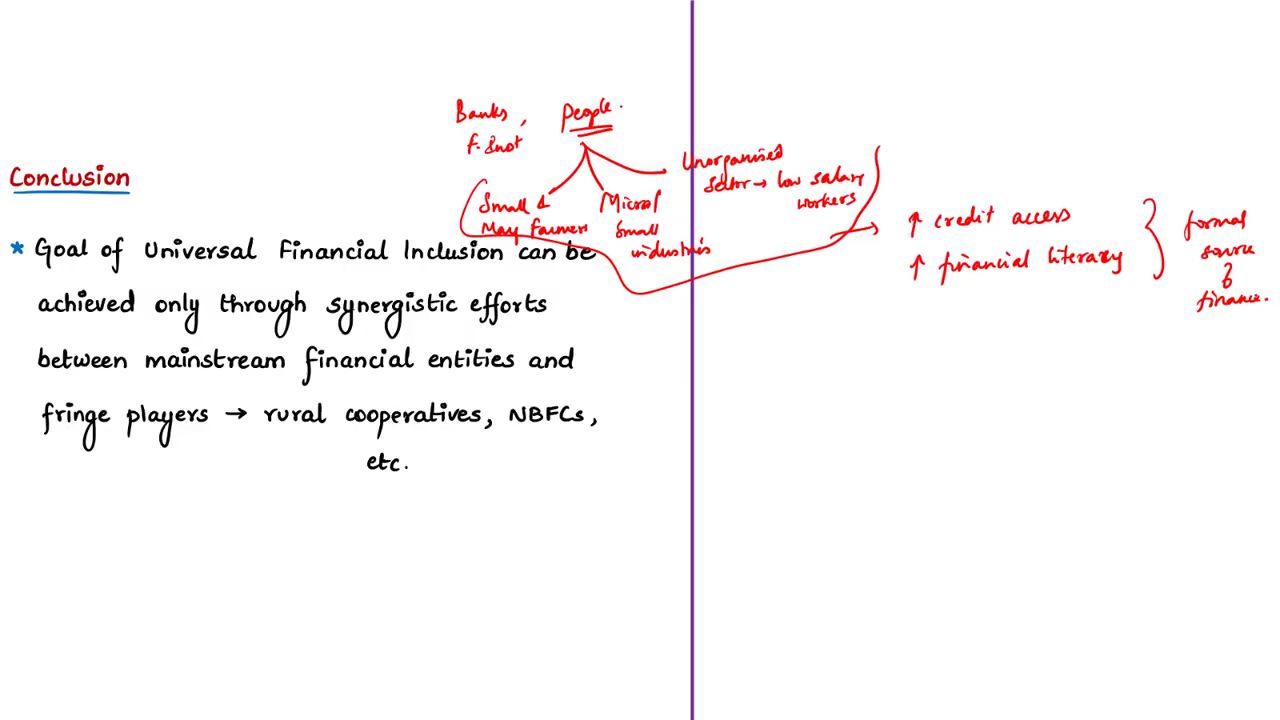 Banks, people.
f. Inst
Unorganised
sector → low salary
workers
Conclusion
Small &
May farmers
Micro/
Small
industries
↑ credit access
↑ financial literary
formal
source
of
finance.
* Goal of Universal Financial Inclusion can be
achieved only through synergistic efforts
between mainstream financial entities and
fringe players → rural cooperatives, NBFCs,
etc.